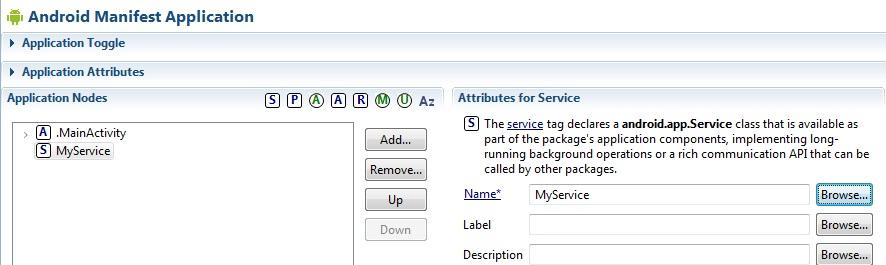 Android Manifest Application
Application Toggle
Application Attributes
Application Nodes
S P A A R M U Az
A .MainActivity
S MyService
Add...
Remove...
Up
Down
Attributes for Service
S The service tag declares a android.app.Service class that is available as
part of the package's application components, implementing long-
running background operations or a rich communication API that can be
called by other packages.
Name* MyService Browse...
Label Browse...
Description Browse...